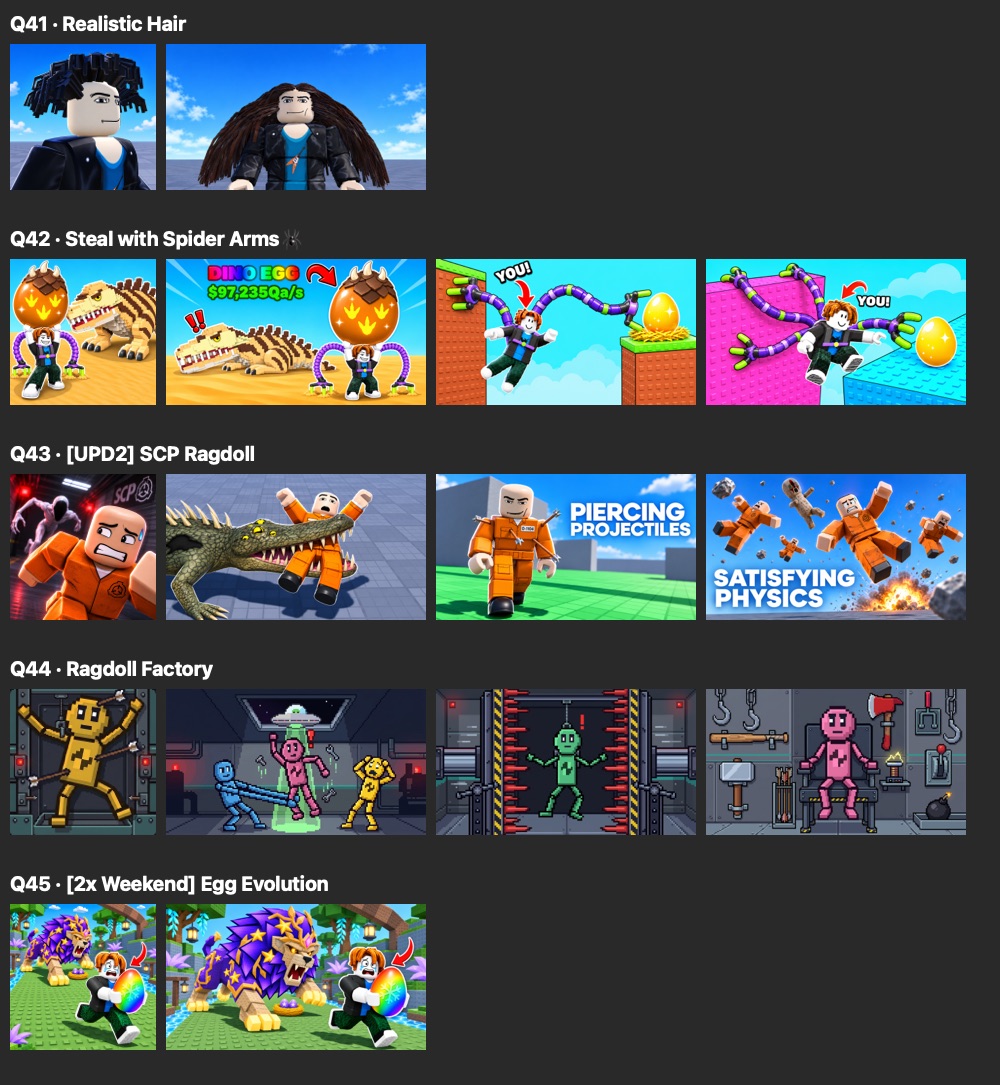 Q41 · Realistic Hair
Q42 · Steal with Spider Arms🕷
DINO EGG
$97,235Qa/s
!!
YOU!
YOU!
Q43 · [UPD2] SCP Ragdoll
SCP
PIERCING
PROJECTILES
SATISFYING
PHYSICS
Q44 · Ragdoll Factory
Q45 · [2x Weekend] Egg Evolution